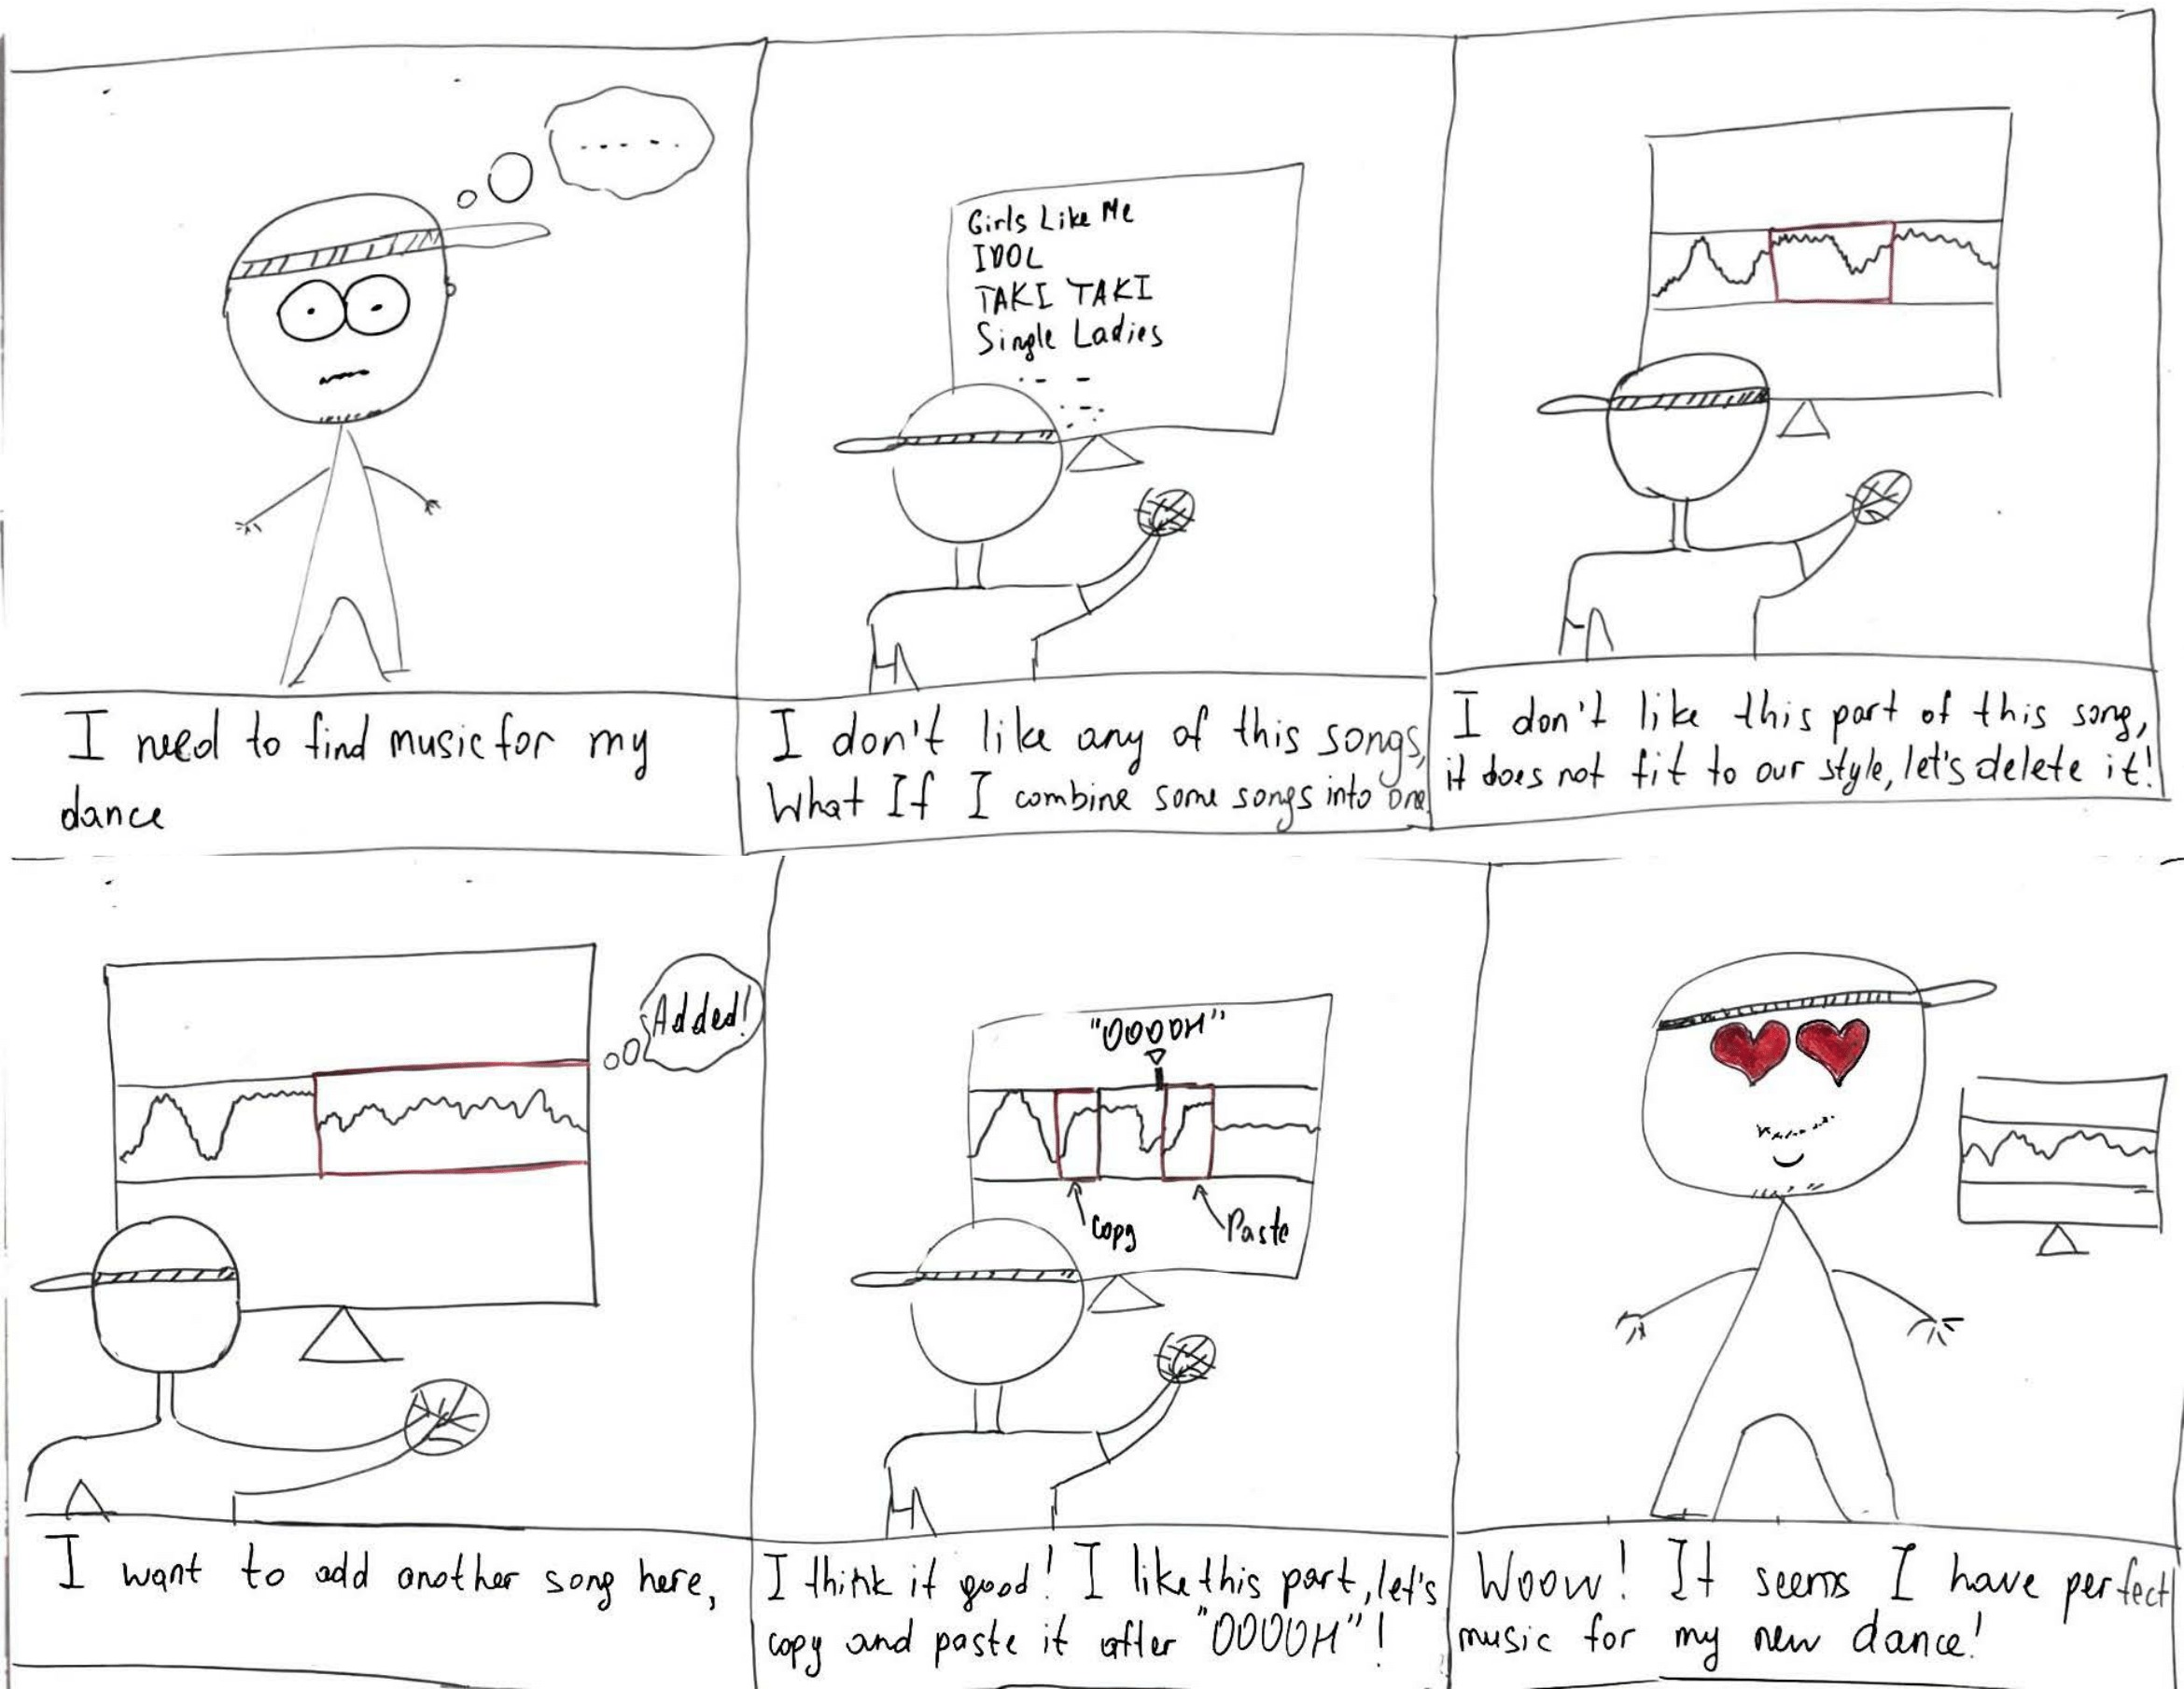 I need to find music for my
dance
Girls Like Me
IDOL
TAKI TAKI
Single Ladies
I don't like any of this songs,
What If I combine some songs into one
I don't like this part of this song,
it does not fit to our style, let's delete it!
Added!
I want to add another song here,
"OOOOH"
Copy
Paste
I think it good! I like this part, let's
copy and paste it after "OOOOH"!
Woow! It seems I have perfect
music for my new dance!